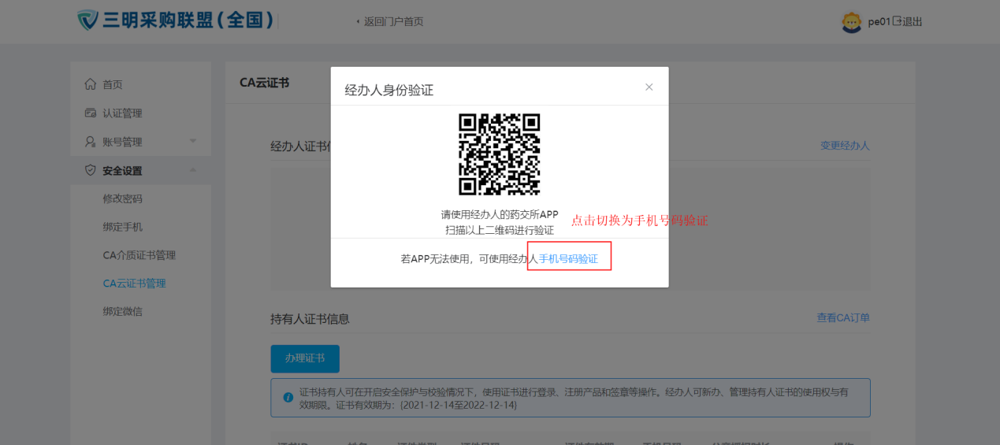 三明采购联盟(全国)
返回门户首页
pe01 退出
首页
认证管理
账号管理
安全设置
修改密码
绑定手机
CA介质证书管理
CA云证书管理
绑定微信
CA云证书
经办人证书信
变更经办人
经办人身份验证
请使用经办人的药交所APP
扫描以上二维码进行验证
点击切换为手机号码验证
若APP无法使用，可使用经办人手机号码验证
持有人证书信息
查看CA订单
办理证书
证书持有人可在开启安全保护与校验情况下，使用证书进行登录、注册产品和签章等操作。经办人可新办、管理持有人证书的使用权与有
效期限。证书有效期为：(2021-12-14至2022-12-14)